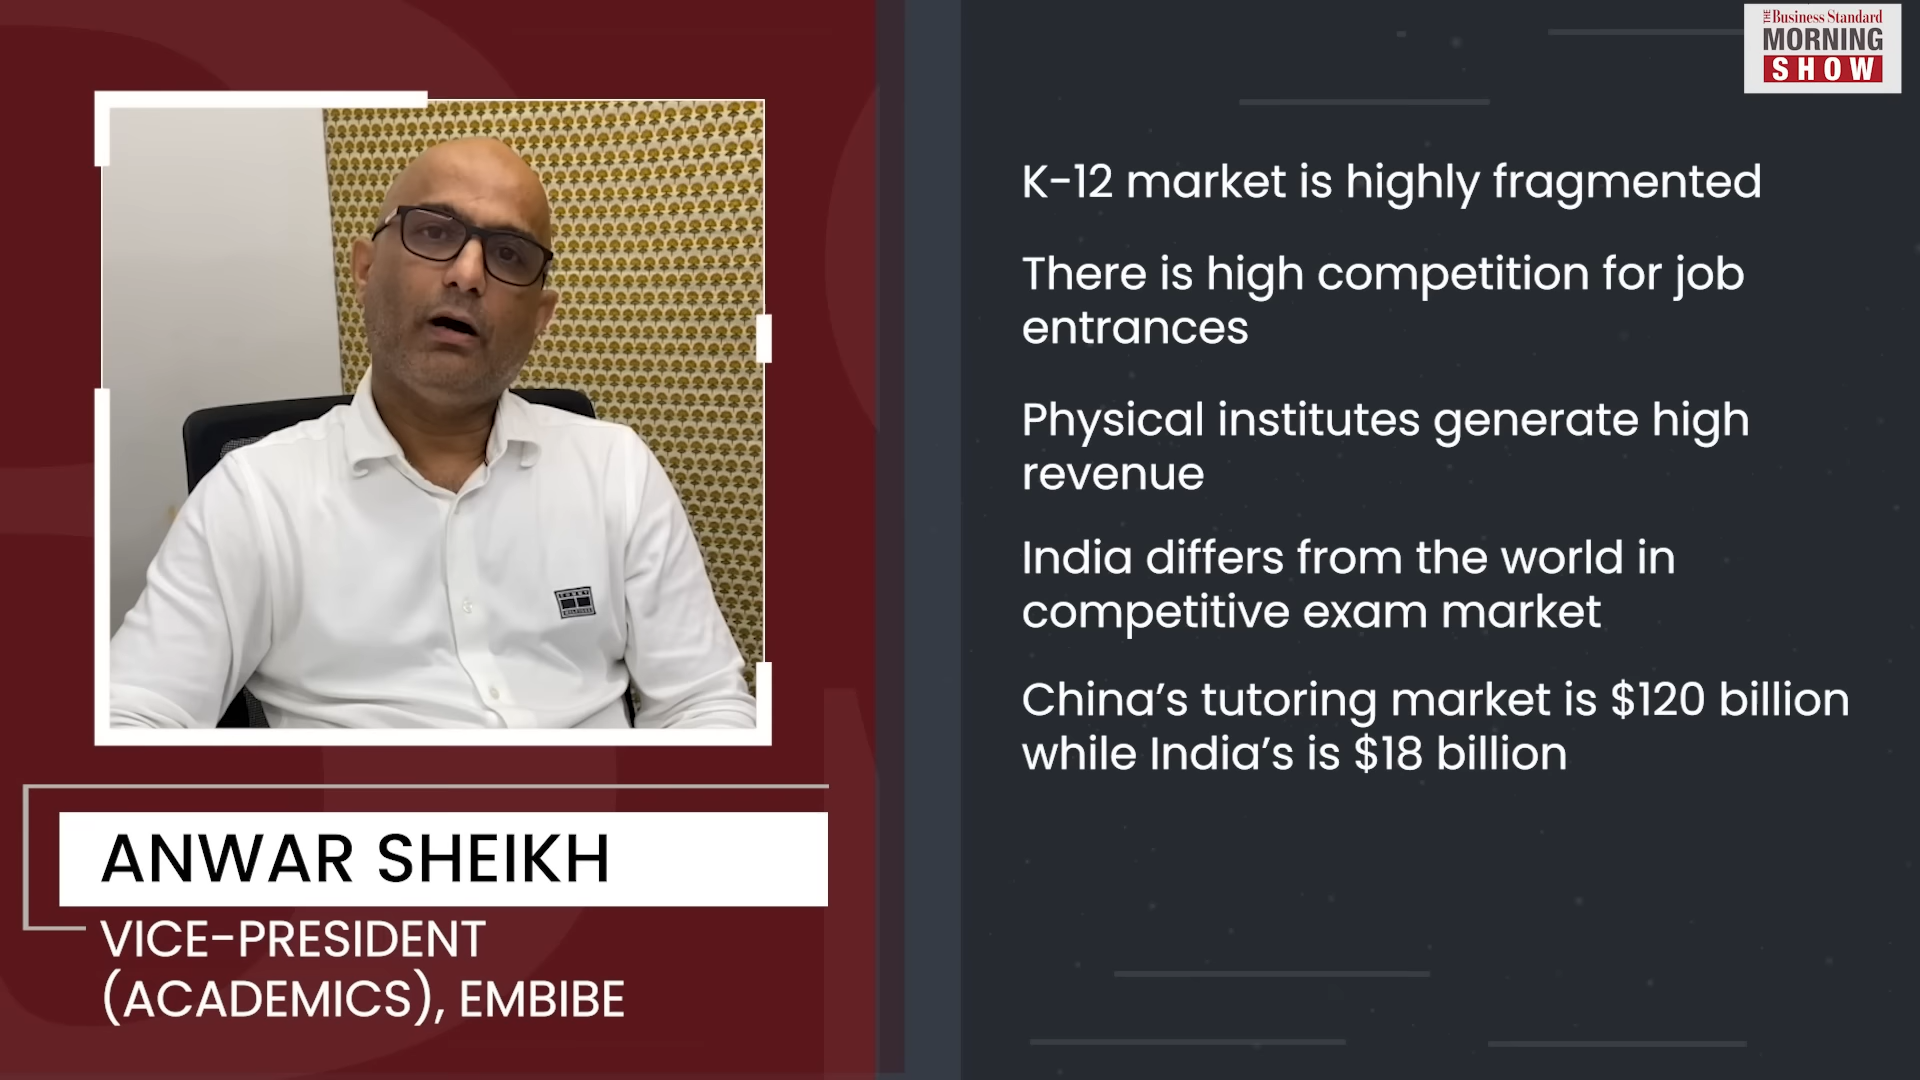 THE Business Standard
MORNING
SHOW
K-12 market is highly fragmented
There is high competition for job
entrances
Physical institutes generate high
revenue
India differs from the world in
competitive exam market
China’s tutoring market is $120 billion
while India’s is $18 billion
ANWAR SHEIKH
VICE-PRESIDENT
(ACADEMICS), EMBIBE